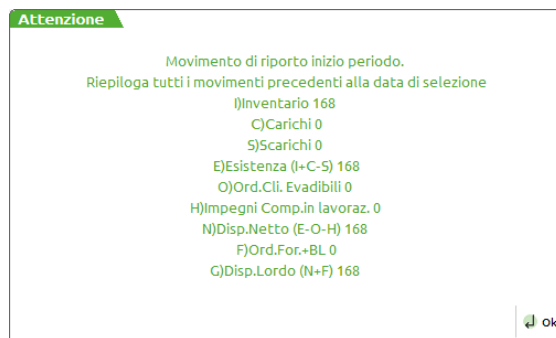 Attenzione
Movimento di riporto inizio periodo.
Riepiloga tutti i movimenti precedenti alla data di selezione
I)Inventario 168
C)Carichi 0
S)Scarichi 0
E)Esistenza (I+C-S) 168
O)Ord.Cli. Evadibili 0
H)Impegni Comp.in lavoraz. 0
N)Disp.Netto (E-O-H) 168
F)Ord.For.+BL 0
G)Disp.Lordo (N+F) 168
Ok